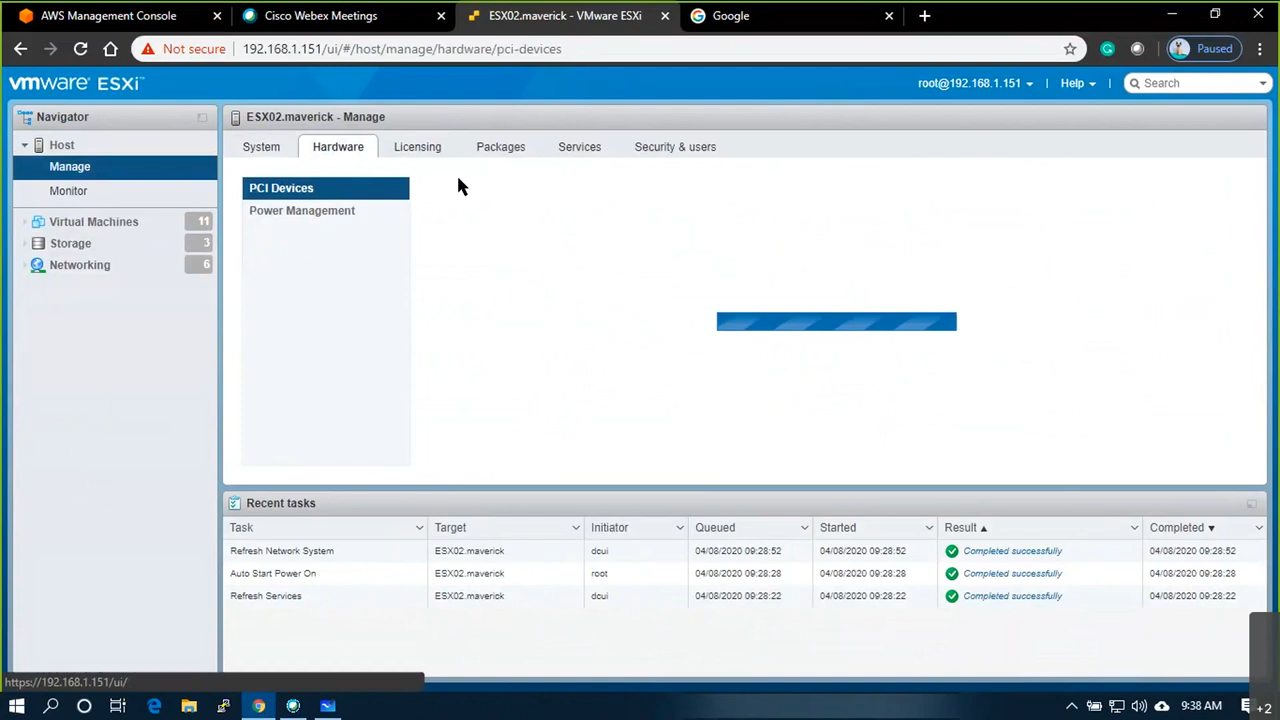 AWS Management Console
Cisco Webex Meetings
ESX02.maverick - VMware ESXi
Google
Not secure
192.168.1.151/ui/#/host/manage/hardware/pci-devices
Paused
vmware ESXi™
root@192.168.1.151
Help
Search
Navigator
ESX02.maverick - Manage
Host
Manage
Monitor
Virtual Machines 11
Storage 3
Networking 6
System Hardware Licensing Packages Services Security & users
PCI Devices
Power Management
Recent tasks
Task Target Initiator Queued Started Result Completed
Refresh Network System ESX02.maverick dcui 04/08/2020 09:28:52 04/08/2020 09:28:52 Completed successfully 04/08/2020 09:28:52
Auto Start Power On ESX02.maverick root 04/08/2020 09:28:28 04/08/2020 09:28:28 Completed successfully 04/08/2020 09:28:28
Refresh Services ESX02.maverick dcui 04/08/2020 09:28:22 04/08/2020 09:28:22 Completed successfully 04/08/2020 09:28:22
https://192.168.1.151/ui/
9:38 AM
+2